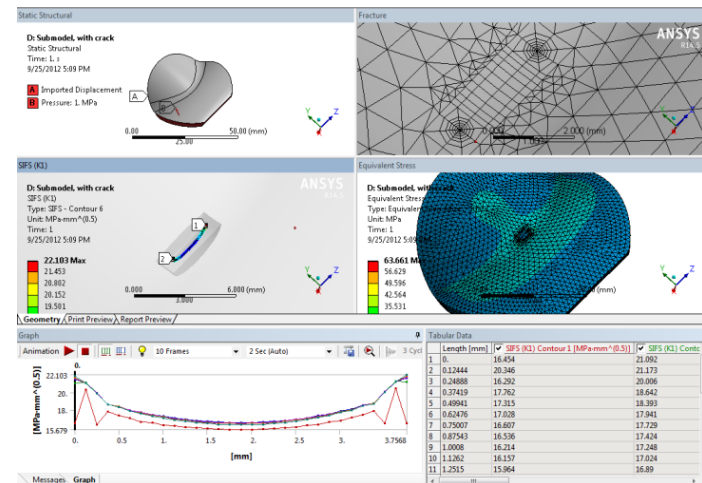 Static Structural
D: Submodel, with crack
Static Structural
Time: 1. s
9/25/2012 5:09 PM
A Imported Displacement
B Pressure: 1. MPa
A
B
0.00 50.00 (mm)
25.00
Y Z
Fracture
ANSYS
R14.5
0.000 2.000 (mm)
1.000
Y Z
SIFS (K1)
D: Submodel, with crack
SIFS (K1)
Type: SIFS - Contour 6
Unit: MPa·mm^(0.5)
Time: 1
9/25/2012 5:09 PM
22.103 Max
21.453
20.802
20.152
19.501
ANSYS
R14.5
1
2
0.000 6.000 (mm)
3.000
Y Z
Equivalent Stress
D: Submodel, with crack
Equivalent Stress
Type: Equivalent
Unit: MPa
Time: 1
9/25/2012 5:09
63.661 Max
56.629
49.596
42.564
35.531
(mm)
Y Z
Geometry Print Preview Report Preview
Graph
Animation 10 Frames 2 Sec (Auto) 3 Cycl
[MPa·mm^(0.5)]
0.
22.103
20.
18.
15.679
0. 0.5 1. 1.5 2. 2.5 3. 3.7568
[mm]
Messages Graph
Tabular Data
Length [mm] SIFS (K1) Contour 1 [MPa·mm^(0.5)] SIFS (K1) Contc
1 0. 16.454 21.092
2 0.12444 20.346 21.173
3 0.24888 16.292 20.006
4 0.37419 17.762 18.642
5 0.49941 17.315 18.393
6 0.62476 17.028 17.941
7 0.75007 16.607 17.729
8 0.87543 16.536 17.424
9 1.0008 16.214 17.248
10 1.1262 16.157 17.024
11 1.2515 15.964 16.89